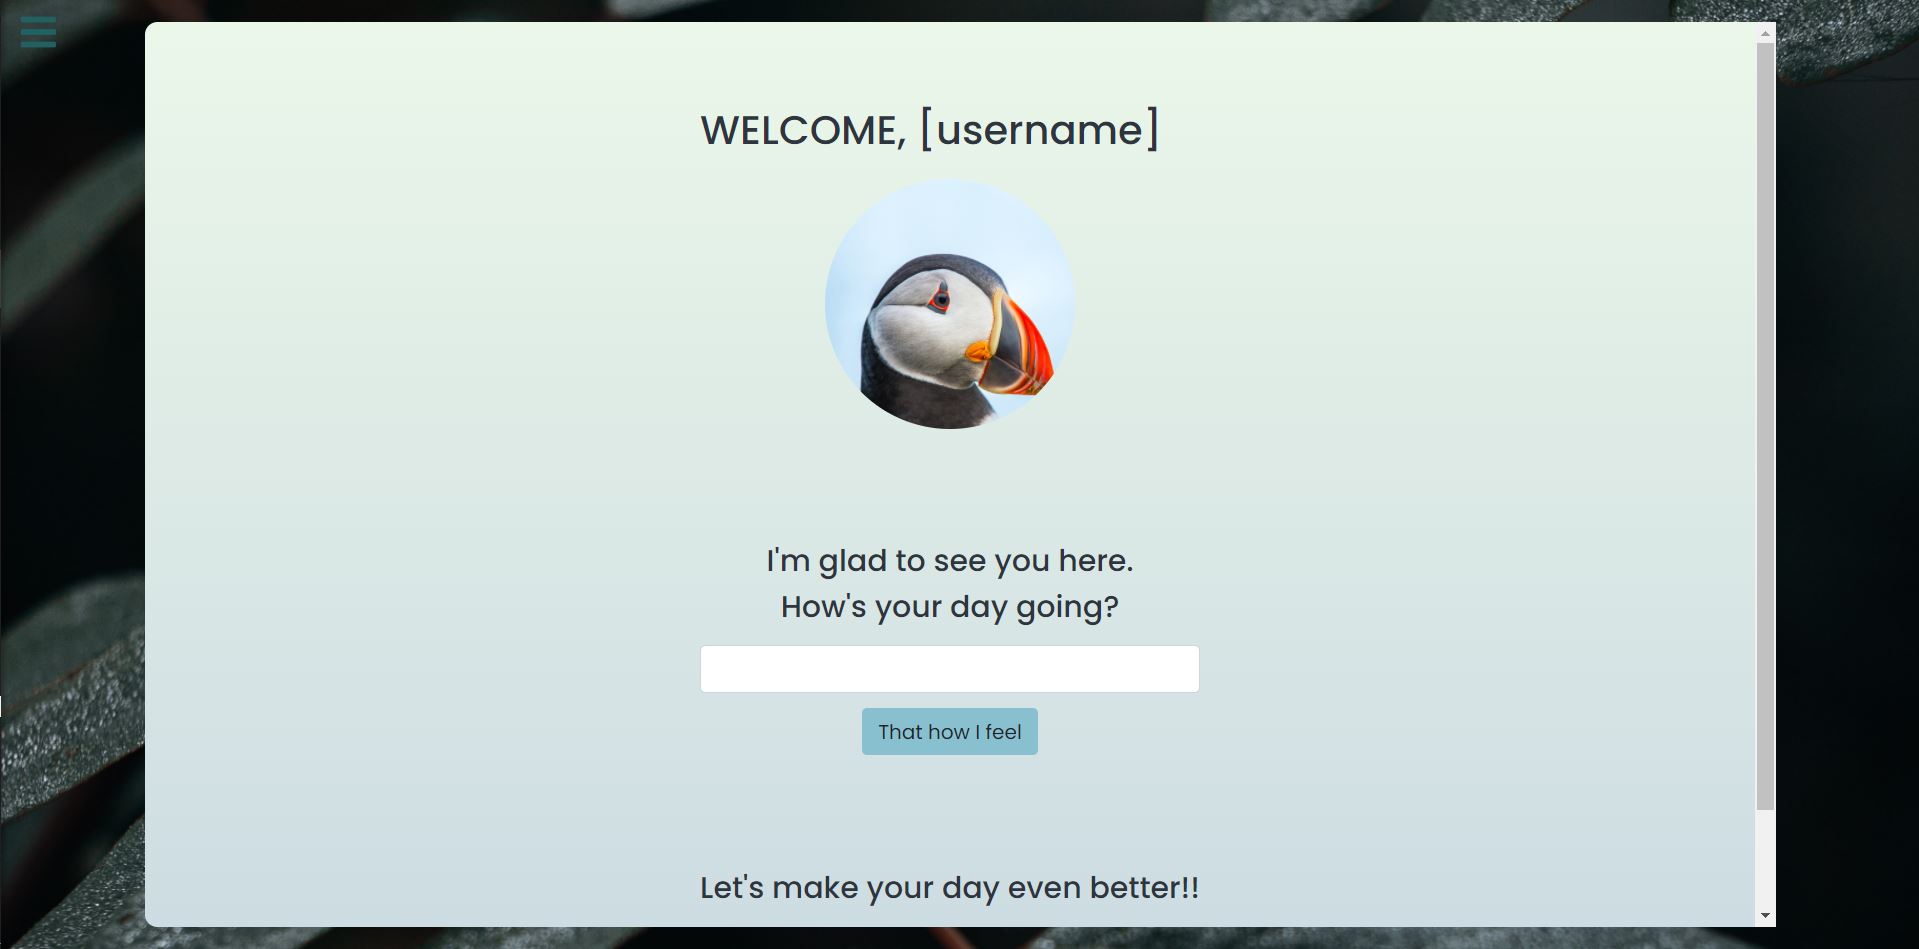 WELCOME, [username]
I'm glad to see you here.
How's your day going?
That how I feel
Let's make your day even better!!